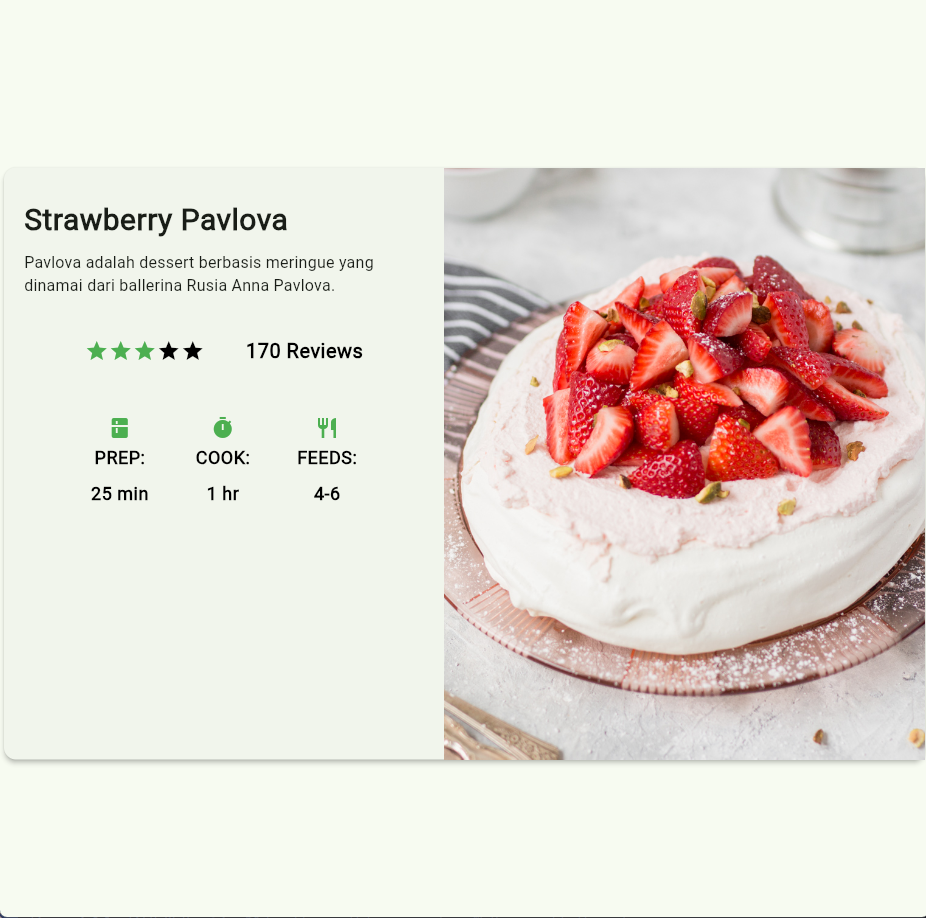 Strawberry Pavlova
Pavlova adalah dessert berbasis meringue yang
dinamai dari ballerina Rusia Anna Pavlova.
170 Reviews
PREP: COOK: FEEDS:
25 min 1 hr 4-6